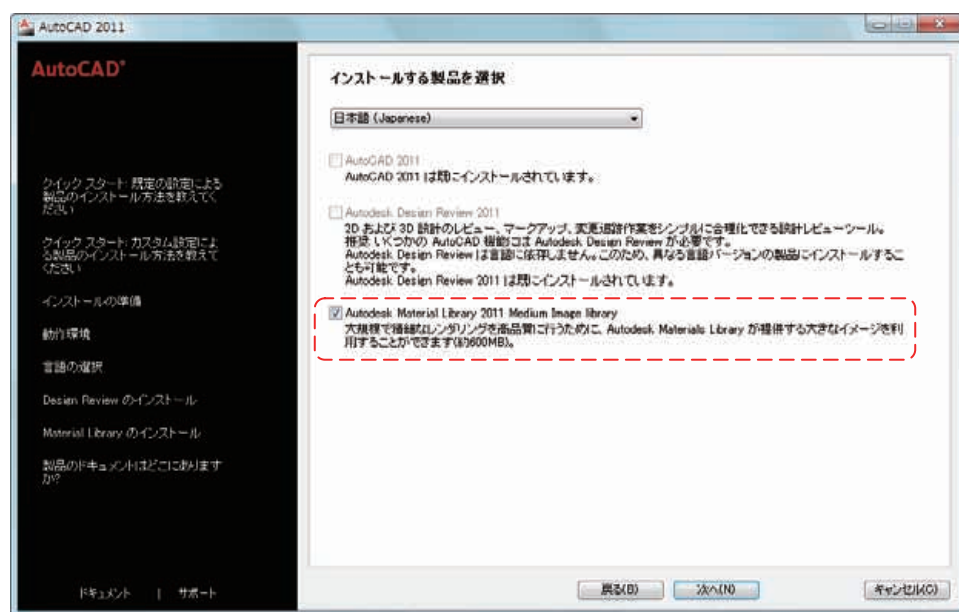 AutoCAD 2011
AutoCAD®
クイック スタート: 既定の設定による
製品のインストール方法を教えてく
ださい
クイック スタート: カスタム設定によ
る製品のインストール方法を教えて
ください
インストールの準備
動作環境
言語の選択
Design Review のインストール
Material Library のインストール
製品のドキュメントはどこにあります
か?
ドキュメント | サポート
インストールする製品を選択
日本語 (Japanese)
AutoCAD 2011
AutoCAD 2011 は既にインストールされています。
Autodesk Design Review 2011
2D および 3D 設計のレビュー、マークアップ、変更追跡作業をシンプルに合理化できる設計レビューツール。
推奨: いくつかの AutoCAD 機能には Autodesk Design Review が必要です。
Autodesk Design Review は言語に依存しません。このため、異なる言語バージョンの製品にインストールするこ
とも可能です。
Autodesk Design Review 2011 は既にインストールされています。
Autodesk Material Library 2011 Medium Image library
大規模で精細なレンダリングを高品質に行うために、Autodesk Materials Library が提供する大きなイメージを利
用することができます(約600MB)。
戻る(B)
次へ(N)
キャンセル(C)